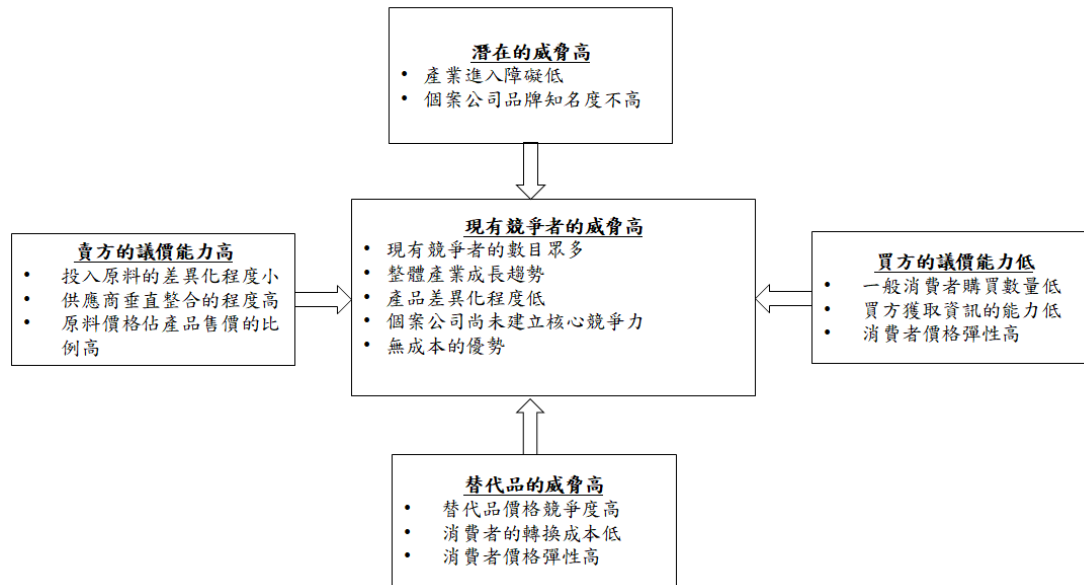 潛在的威脅高
• 產業進入障礙低
• 個案公司品牌知名度不高
現有競爭者的威脅高
• 現有競爭者的數目眾多
• 整體產業成長趨勢
• 產品差異化程度低
• 個案公司尚未建立核心競爭力
• 無成本的優勢
賣方的議價能力高
• 投入原料的差異化程度小
• 供應商垂直整合的程度高
• 原料價格佔產品售價的比
例高
買方的議價能力低
• 一般消費者購買數量低
• 買方獲取資訊的能力低
• 消費者價格彈性高
替代品的威脅高
• 替代品價格競爭度高
• 消費者的轉換成本低
• 消費者價格彈性高